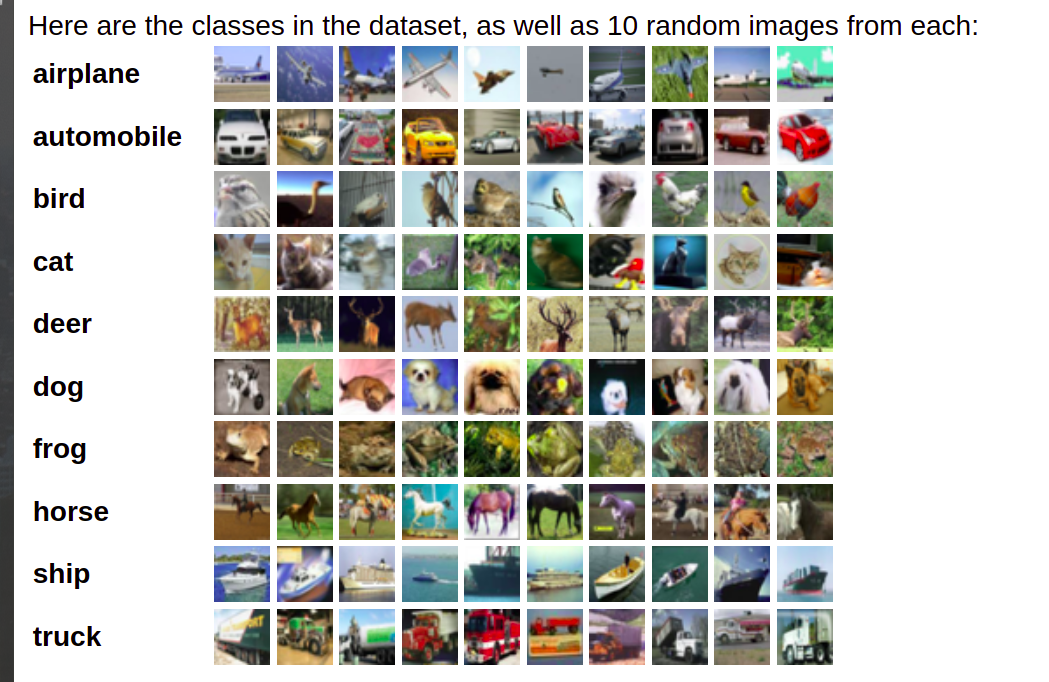 Here are the classes in the dataset, as well as 10 random images from each:
airplane
automobile
bird
cat
deer
dog
frog
horse
ship
truck